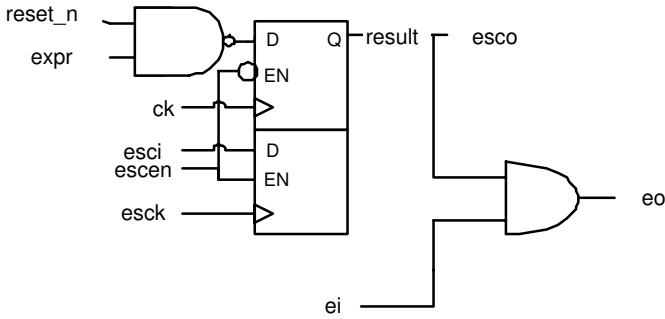 reset_n
D Q result esco
expr
EN
ck
esci D
escen
EN
esck
eo
ei